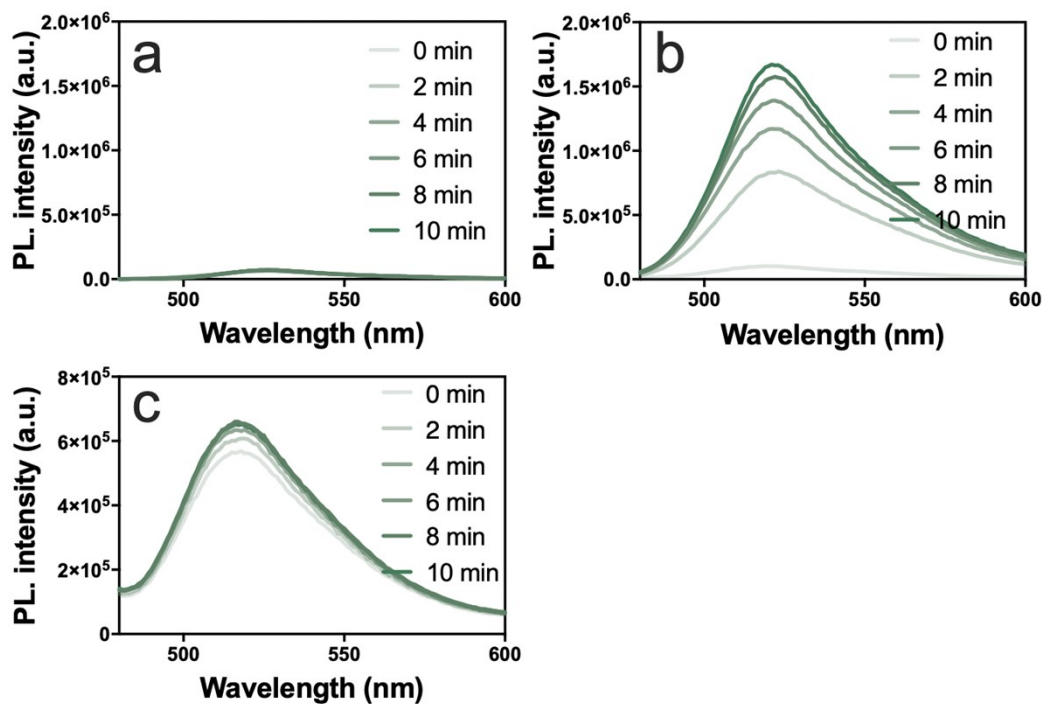 a
PL. intensity (a.u.)
2.0×10⁶
1.5×10⁶
1.0×10⁶
5.0×10⁵
0.0
0 min
2 min
4 min
6 min
8 min
10 min
500
550
600
Wavelength (nm)
b
PL. intensity (a.u.)
2.0×10⁶
1.5×10⁶
1.0×10⁶
5.0×10⁵
0.0
0 min
2 min
4 min
6 min
8 min
10 min
500
550
600
Wavelength (nm)
c
PL. intensity (a.u.)
8×10⁵
6×10⁵
4×10⁵
2×10⁵
0
0 min
2 min
4 min
6 min
8 min
10 min
500
550
600
Wavelength (nm)